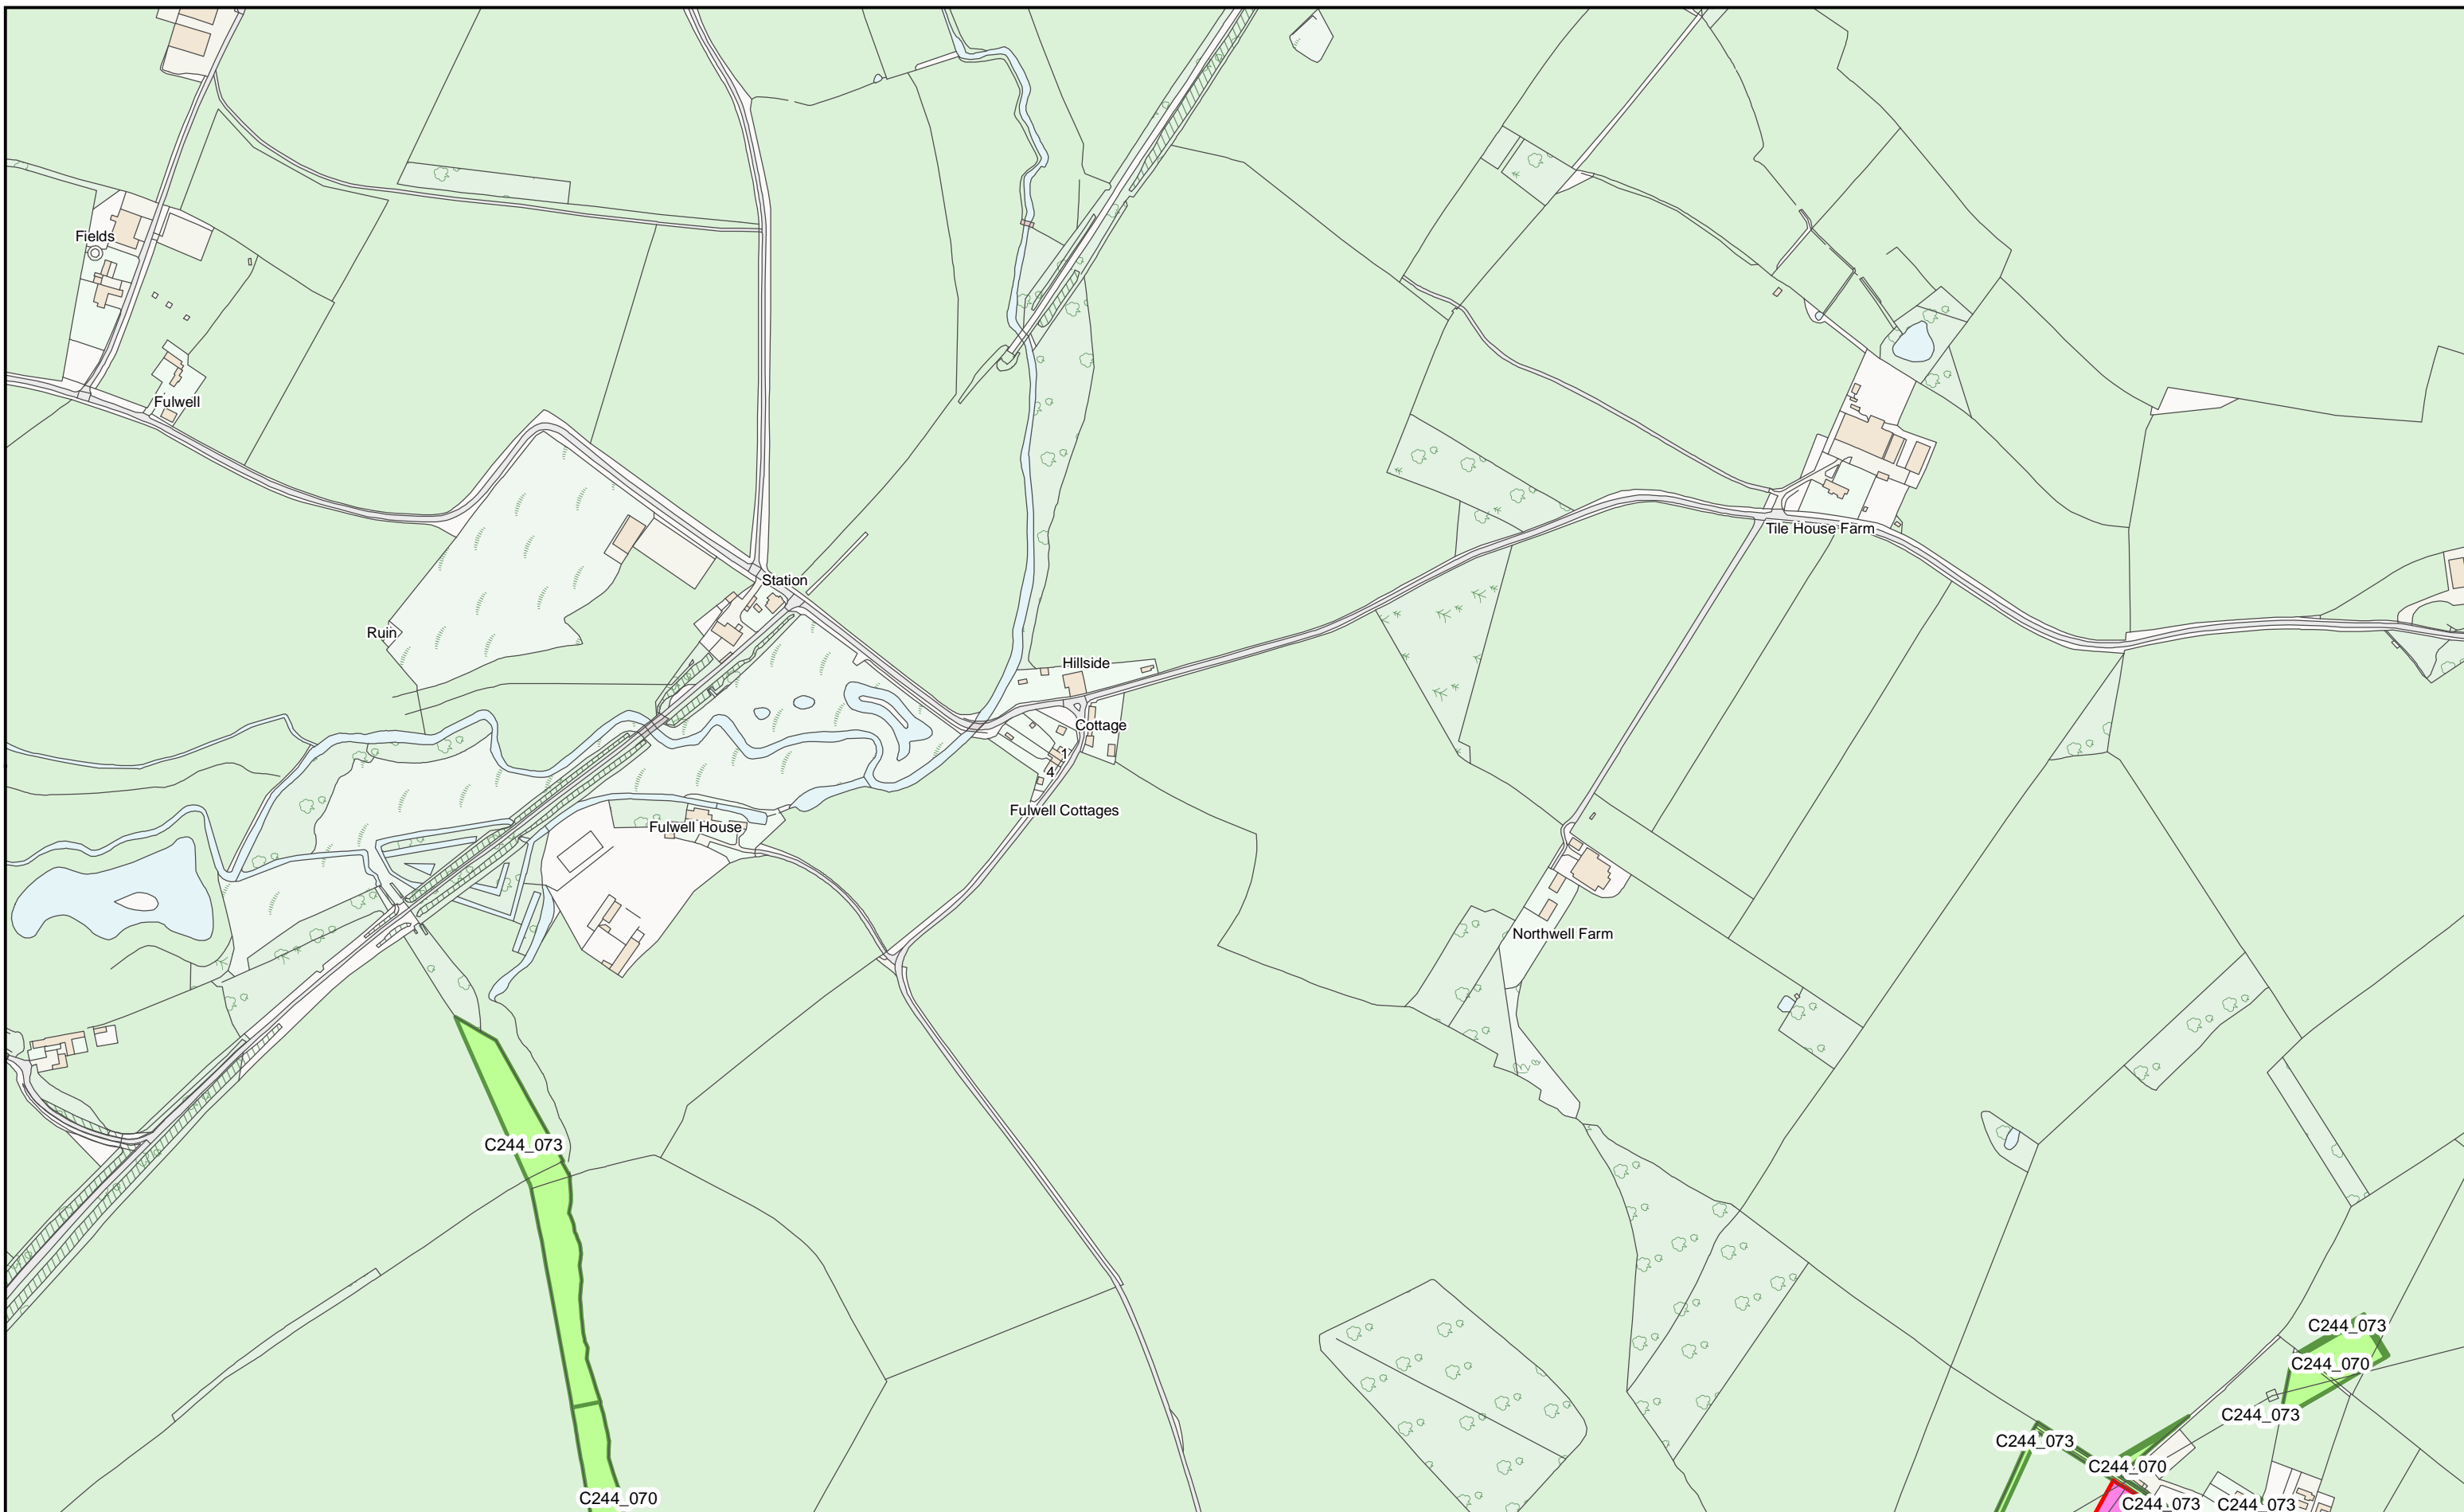 Fields
Fulwell
Tile House Farm
Station
Ruin
Hillside
Cottage
1
4
Fulwell Cottages
Fulwell House
Northwell Farm
C244_073
C244_073
C244_070
C244_073
C244_073
C244_070
C244_070
C244_073
C244_073